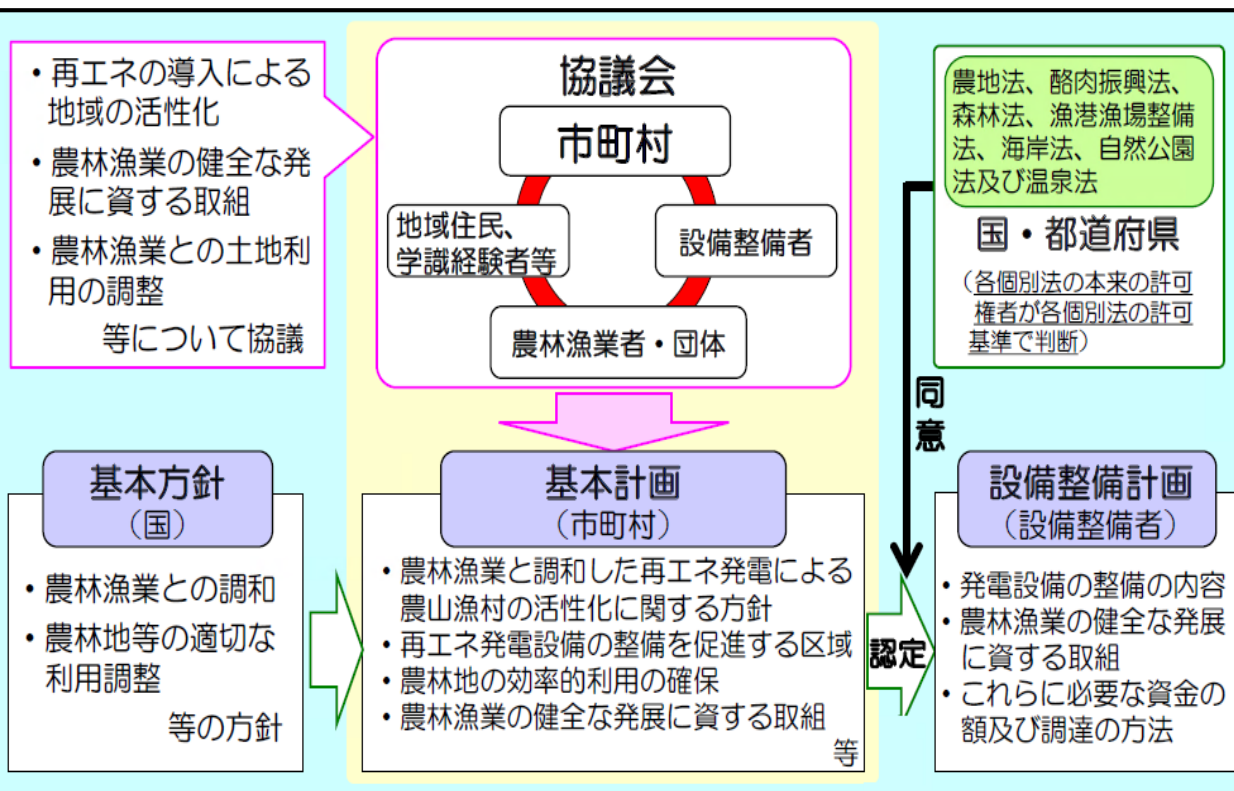 ・再エネの導入による
地域の活性化
・農林漁業の健全な発
展に資する取組
・農林漁業との土地利
用の調整
等について協議
協議会
市町村
地域住民、
学識経験者等
設備整備者
農林漁業者・団体
農地法、酪肉振興法、
森林法、漁港漁場整備
法、海岸法、自然公園
法及び温泉法
国・都道府県
（各個別法の本来の許可
権者が各個別法の許可
基準で判断）
同意
基本方針
（国）
・農林漁業との調和
・農林地等の適切な
利用調整
等の方針
基本計画
（市町村）
・農林漁業と調和した再エネ発電による
農山漁村の活性化に関する方針
・再エネ発電設備の整備を促進する区域
・農林地の効率的利用の確保
・農林漁業の健全な発展に資する取組
等
認定
設備整備計画
（設備整備者）
・発電設備の整備の内容
・農林漁業の健全な発展
に資する取組
・これらに必要な資金の
額及び調達の方法